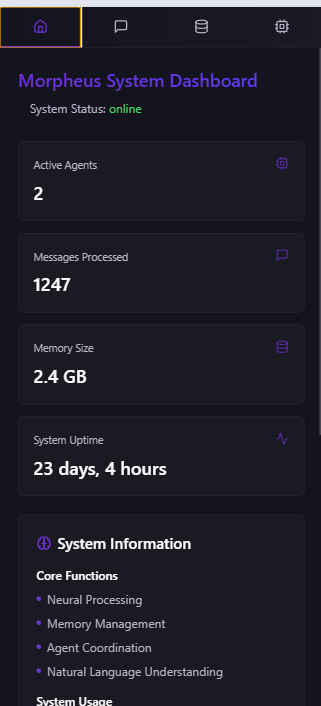 Morpheus System Dashboard
System Status: online
Active Agents
2
Messages Processed
1247
Memory Size
2.4 GB
System Uptime
23 days, 4 hours
System Information
Core Functions
• Neural Processing
• Memory Management
• Agent Coordination
• Natural Language Understanding
System Usage